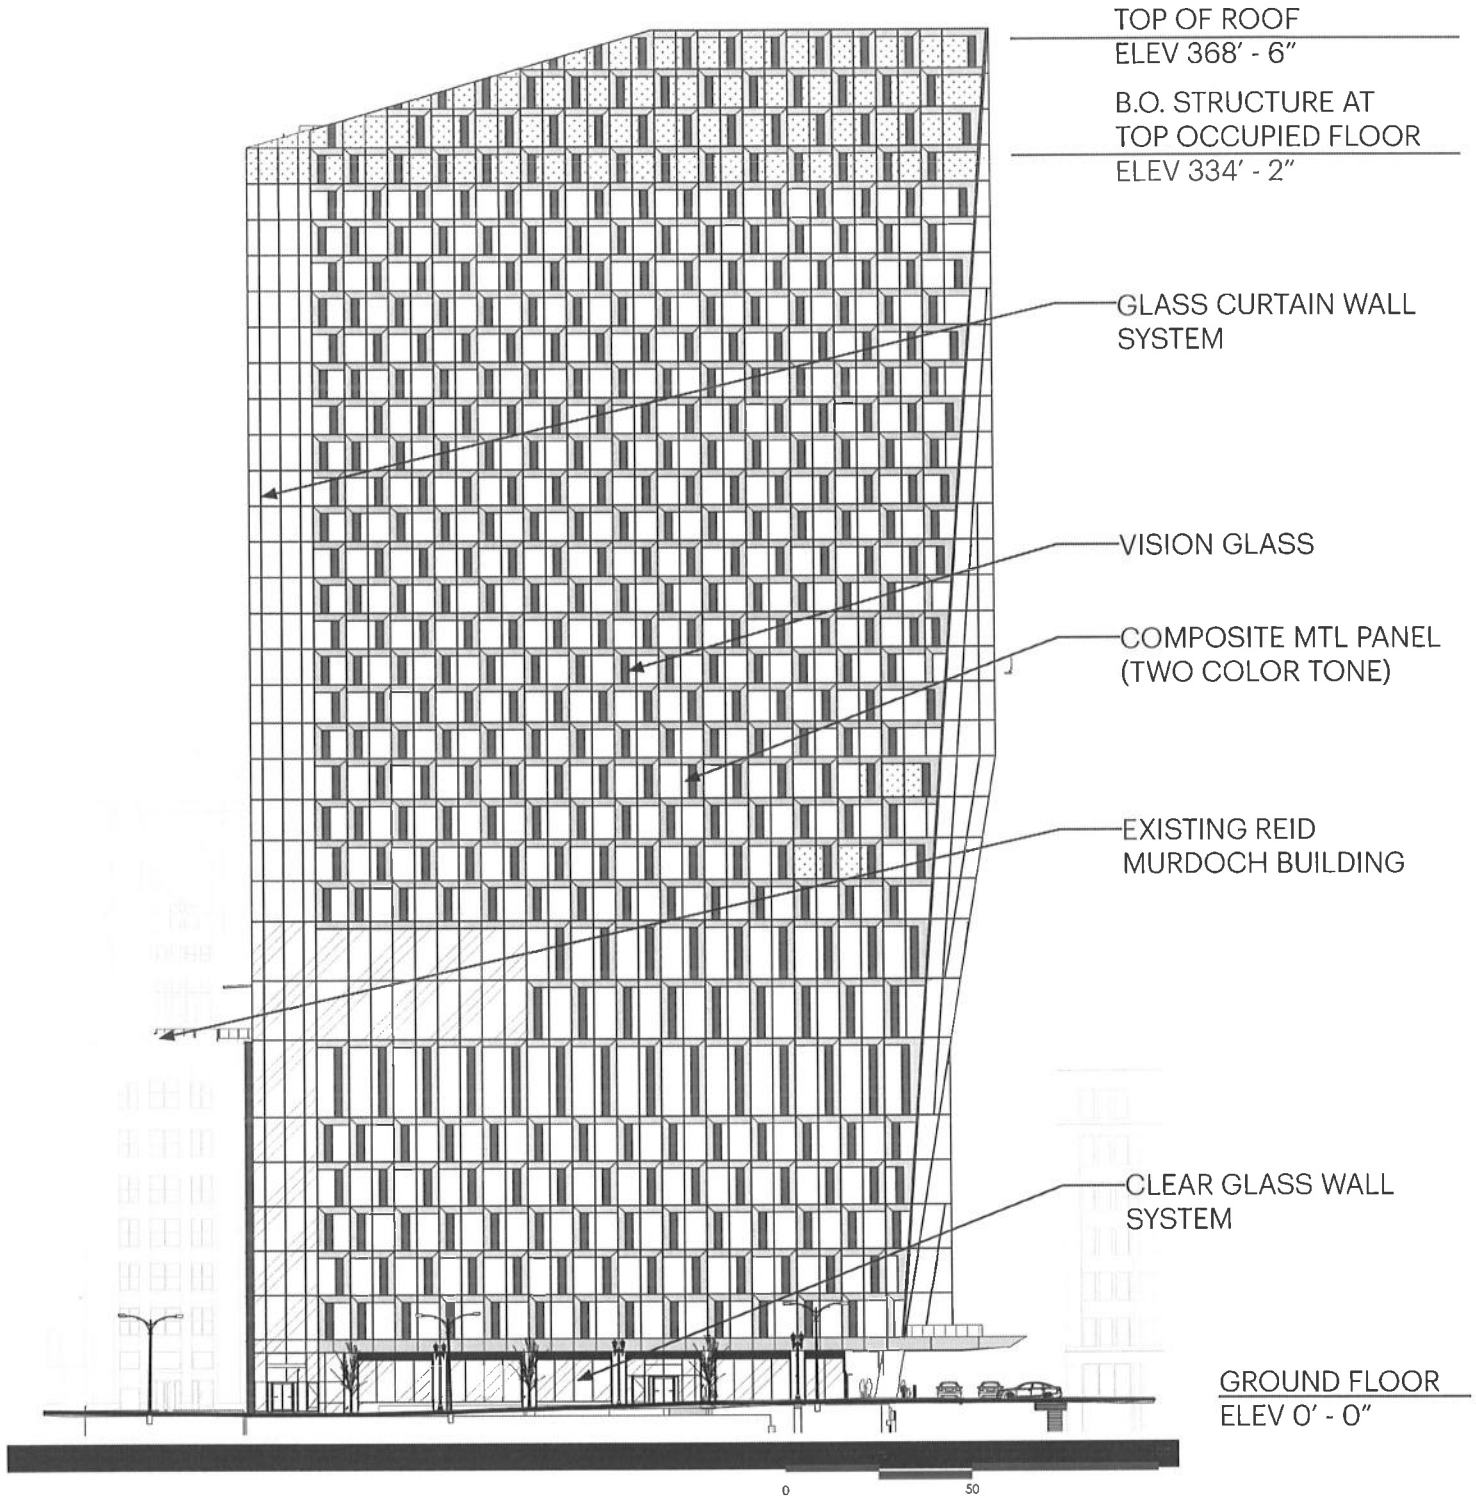 TOP OF ROOF
ELEV 368' - 6"
B.O. STRUCTURE AT
TOP OCCUPIED FLOOR
ELEV 334' - 2"
GLASS CURTAIN WALL
SYSTEM
VISION GLASS
COMPOSITE MTL PANEL
(TWO COLOR TONE)
EXISTING REID
MURDOCH BUILDING
CLEAR GLASS WALL
SYSTEM
GROUND FLOOR
ELEV 0' - 0"
0 50